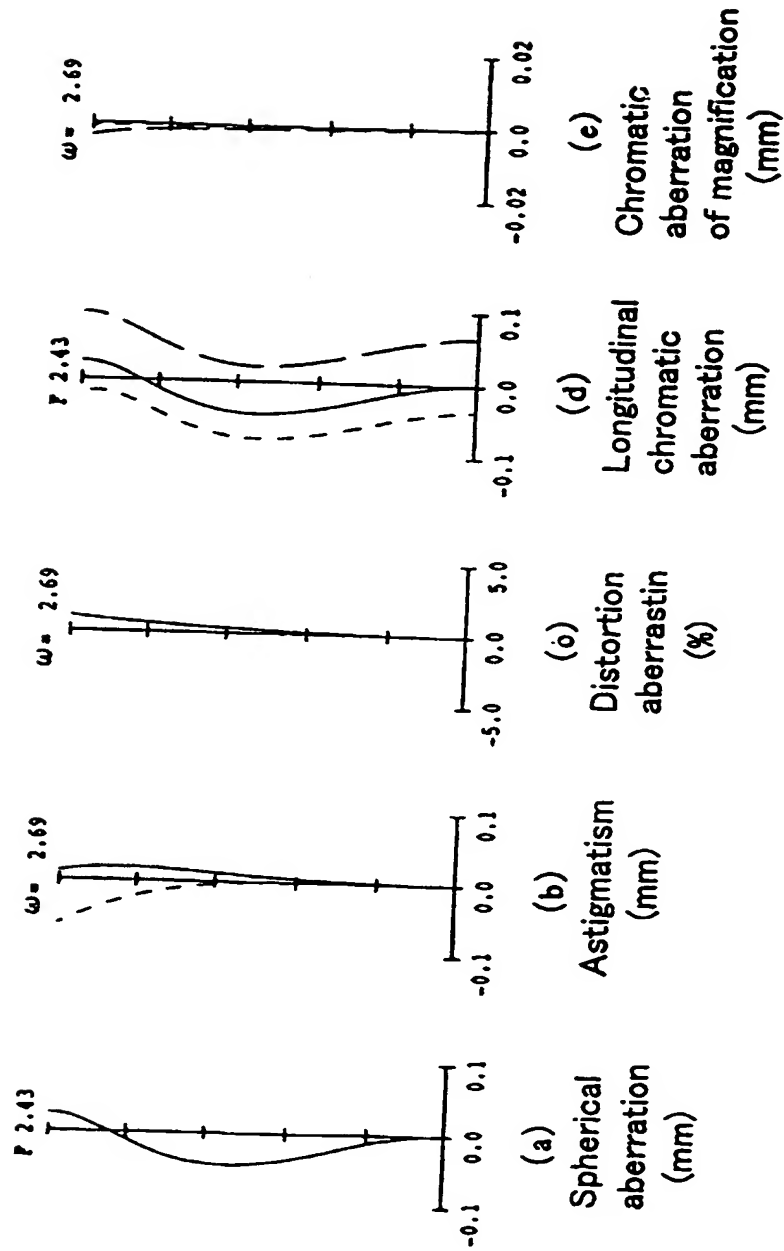 F 2.43
-0.1 0.0 0.1
(a)
Spherical
aberration
(mm)
ω= 2.69
-0.1 0.0 0.1
(b)
Astigmatism
(mm)
ω= 2.69
-5.0 0.0 5.0
(c)
Distortion
aberrastin
(%)
F 2.43
-0.1 0.0 0.1
(d)
Longitudinal
chromatic
aberration
(mm)
ω= 2.69
-0.02 0.0 0.02
(e)
Chromatic
aberration
of magnification
(mm)